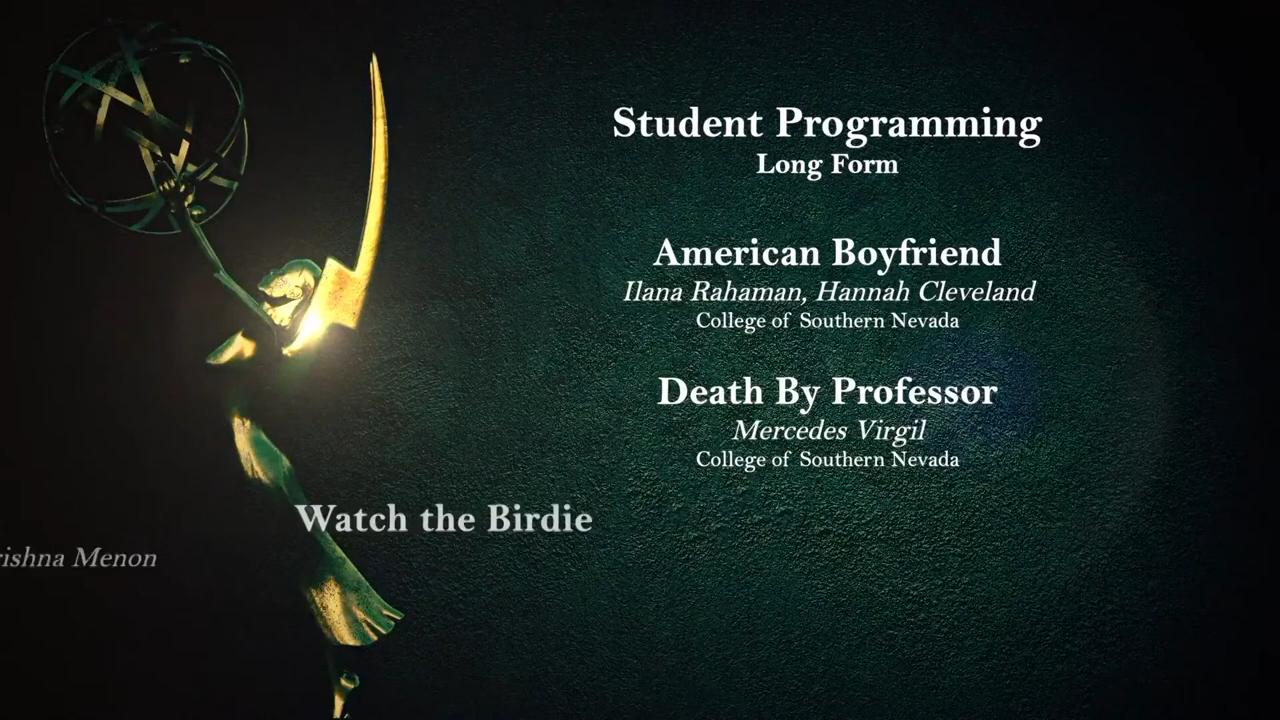 Student Programming
Long Form
American Boyfriend
Ilana Rahaman, Hannah Cleveland
College of Southern Nevada
Death By Professor
Mercedes Virgil
College of Southern Nevada
Watch the Birdie
Menon